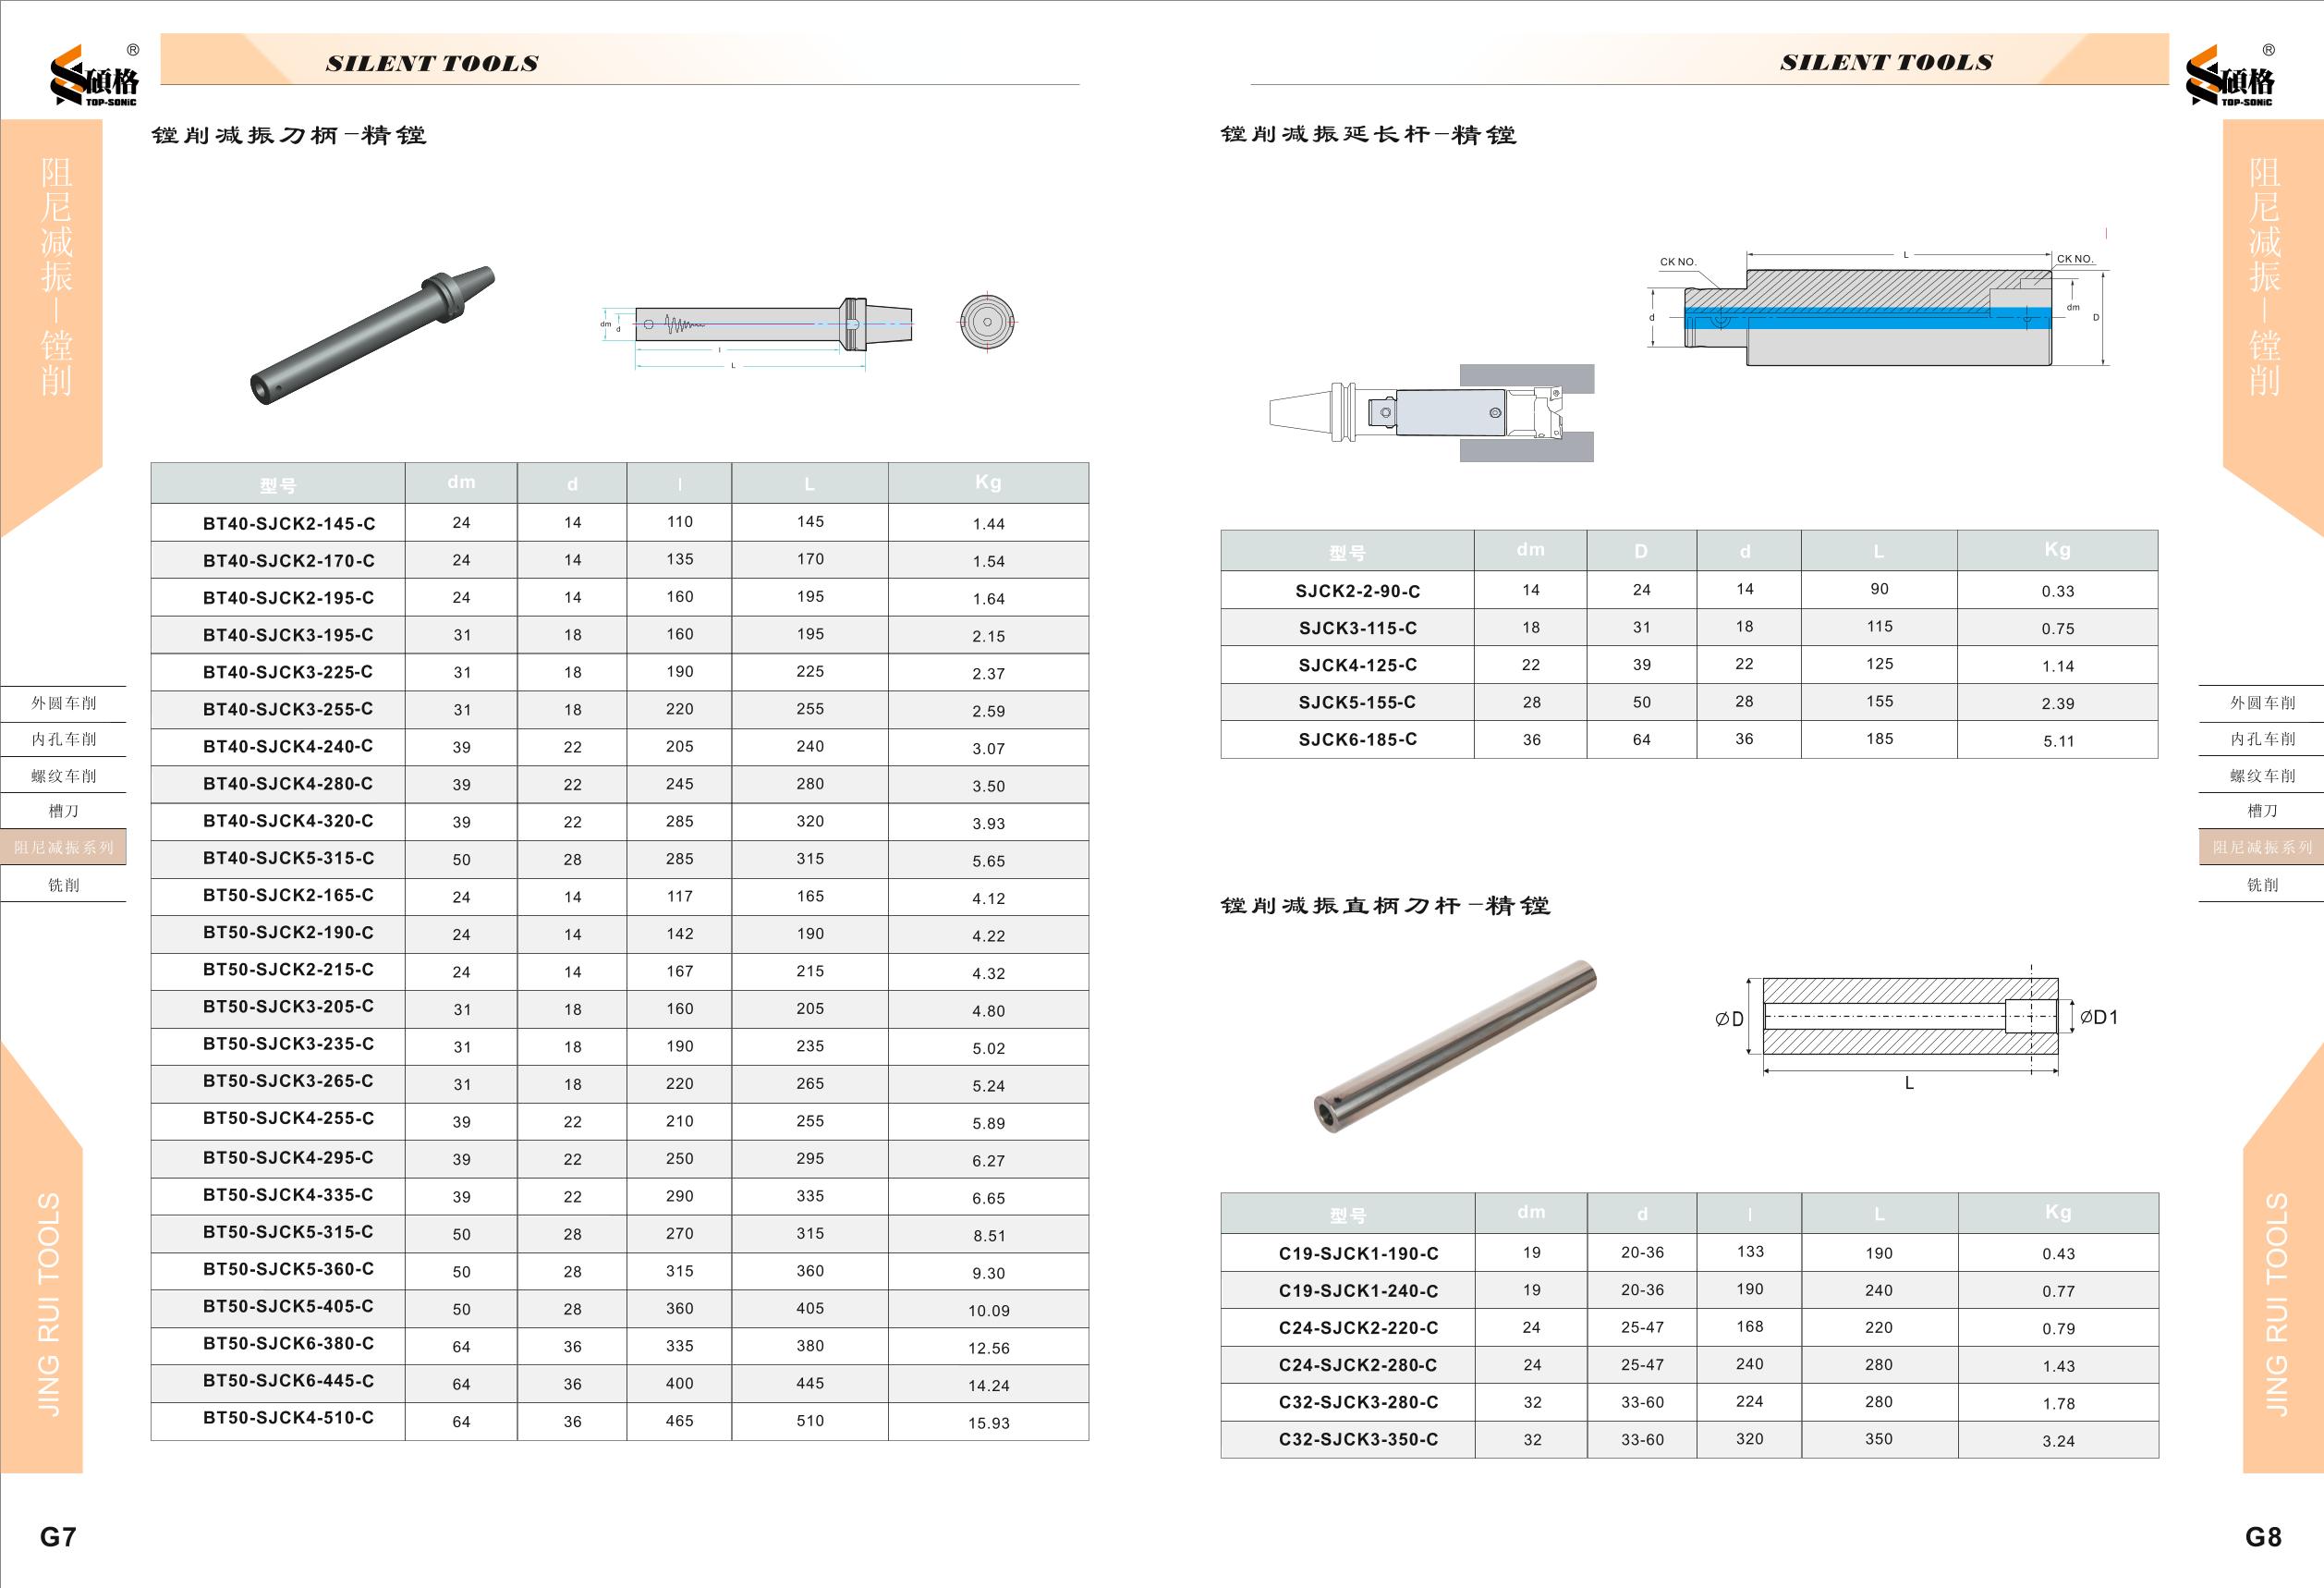 碩格
®
TOP-SONIC
SILENT TOOLS
阻尼减振—镗削
镗削减振刀柄-精镗
dm
d
l
L
型号 dm d l L Kg
BT40-SJCK2-145-C 24 14 110 145 1.44
BT40-SJCK2-170-C 24 14 135 170 1.54
BT40-SJCK2-195-C 24 14 160 195 1.64
BT40-SJCK3-195-C 31 18 160 195 2.15
BT40-SJCK3-225-C 31 18 190 225 2.37
BT40-SJCK3-255-C 31 18 220 255 2.59
BT40-SJCK4-240-C 39 22 205 240 3.07
BT40-SJCK4-280-C 39 22 245 280 3.50
BT40-SJCK4-320-C 39 22 285 320 3.93
BT40-SJCK5-315-C 50 28 285 315 5.65
BT50-SJCK2-165-C 24 14 117 165 4.12
BT50-SJCK2-190-C 24 14 142 190 4.22
BT50-SJCK2-215-C 24 14 167 215 4.32
BT50-SJCK3-205-C 31 18 160 205 4.80
BT50-SJCK3-235-C 31 18 190 235 5.02
BT50-SJCK3-265-C 31 18 220 265 5.24
BT50-SJCK4-255-C 39 22 210 255 5.89
BT50-SJCK4-295-C 39 22 250 295 6.27
BT50-SJCK4-335-C 39 22 290 335 6.65
BT50-SJCK5-315-C 50 28 270 315 8.51
BT50-SJCK5-360-C 50 28 315 360 9.30
BT50-SJCK5-405-C 50 28 360 405 10.09
BT50-SJCK6-380-C 64 36 335 380 12.56
BT50-SJCK6-445-C 64 36 400 445 14.24
BT50-SJCK4-510-C 64 36 465 510 15.93
外圆车削
内孔车削
螺纹车削
槽刀
阻尼减振系列
铣削
JING RUI TOOLS
G7
SILENT TOOLS
碩格
®
TOP-SONIC
阻尼减振—镗削
镗削减振延长杆-精镗
CK NO.
L
CK NO.
d
dm
D
型号 dm D d L Kg
SJCK2-2-90-C 14 24 14 90 0.33
SJCK3-115-C 18 31 18 115 0.75
SJCK4-125-C 22 39 22 125 1.14
SJCK5-155-C 28 50 28 155 2.39
SJCK6-185-C 36 64 36 185 5.11
镗削减振直柄刀杆-精镗
∅D
∅D1
L
型号 dm d l L Kg
C19-SJCK1-190-C 19 20-36 133 190 0.43
C19-SJCK1-240-C 19 20-36 190 240 0.77
C24-SJCK2-220-C 24 25-47 168 220 0.79
C24-SJCK2-280-C 24 25-47 240 280 1.43
C32-SJCK3-280-C 32 33-60 224 280 1.78
C32-SJCK3-350-C 32 33-60 320 350 3.24
外圆车削
内孔车削
螺纹车削
槽刀
阻尼减振系列
铣削
JING RUI TOOLS
G8